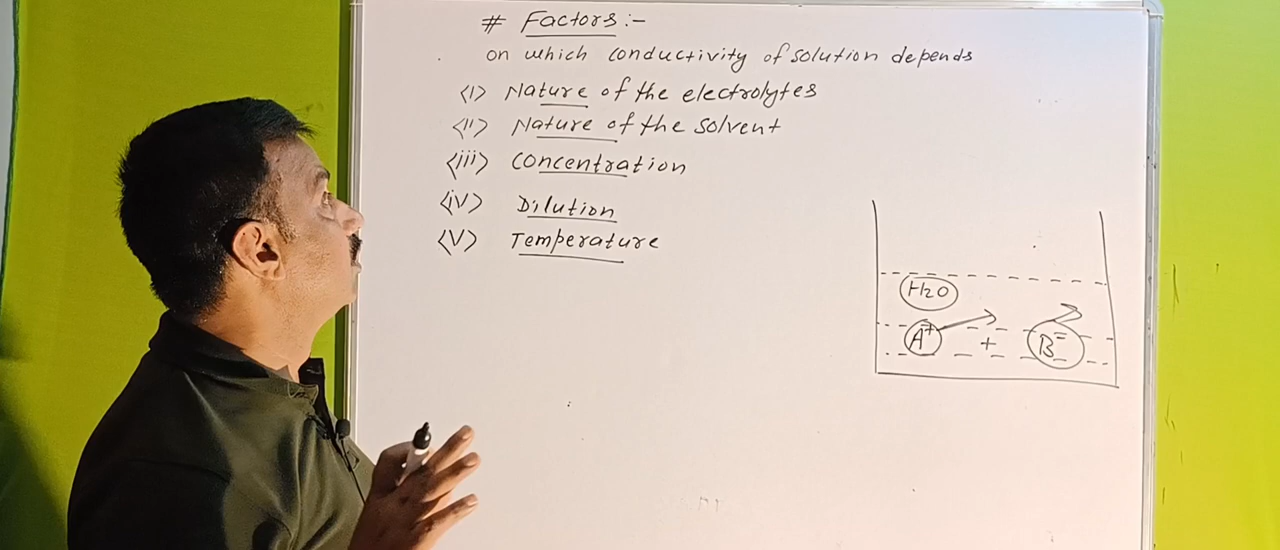 # Factors:-
on which conductivity of solution depends
<i> Nature of the electrolytes
<ii> Nature of the solvent
<iii> Concentration
<iv> Dilution
<v> Temperature
H2O
A+ + B-